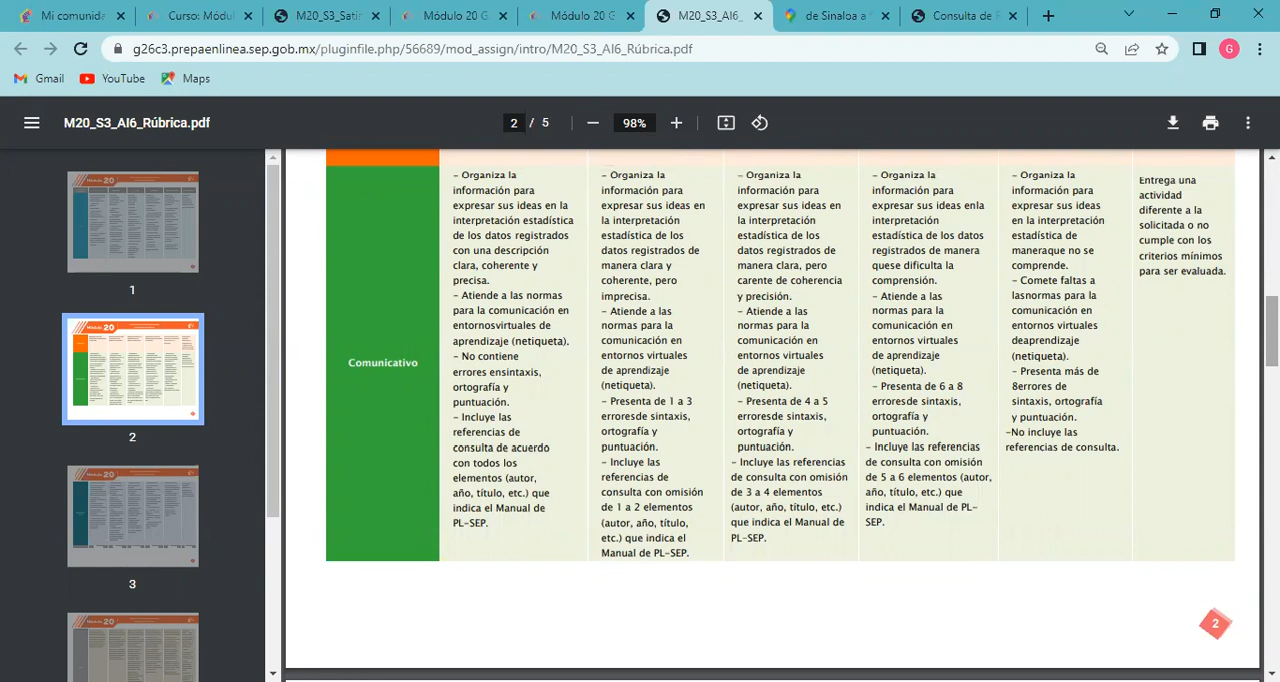 Mi comunida
Curso: Módul
M20_S3_Sati
Módulo 20 G
Módulo 20 G
M20_S3_AI6_
de Sinaloa a
Consulta de F
g26c3.prepaenlinea.sep.gob.mx/pluginfile.php/56689/mod_assign/intro/M20_S3_AI6_Rúbrica.pdf
G
Gmail
YouTube
Maps
M20_S3_AI6_Rúbrica.pdf
2 / 5
98%
1
2
3
Comunicativo
- Organiza la
información para
expresar sus ideas en la
interpretación estadística
de los datos registrados
con una descripción
clara, coherente y
precisa.
- Atiende a las normas
para la comunicación en
entornosvirtuales de
aprendizaje (netiqueta).
- No contiene
errores ensintaxis,
ortografía y
puntuación.
- Incluye las
referencias de
consulta de acuerdo
con todos los
elementos (autor,
año, título, etc.) que
indica el Manual de
PL-SEP.
- Organiza la
información para
expresar sus ideas en
la interpretación
estadística de los
datos registrados de
manera clara y
coherente, pero
imprecisa.
- Atiende a las
normas para la
comunicación en
entornos virtuales
de aprendizaje
(netiqueta).
- Presenta de 1 a 3
erroresde sintaxis,
ortografía y
puntuación.
- Incluye las
referencias de
consulta con omisión
de 1 a 2 elementos
(autor, año, título,
etc.) que indica el
Manual de PL-SEP.
- Organiza la
información para
expresar sus ideas en
la interpretación
estadística de los
datos registrados de
manera clara, pero
carente de coherencia
y precisión.
- Atiende a las
normas para la
comunicación en
entornos virtuales
de aprendizaje
(netiqueta).
- Presenta de 4 a 5
erroresde sintaxis,
ortografía y
puntuación.
- Incluye las referencias
de consulta con omisión
de 3 a 4 elementos
(autor, año, título, etc.)
que indica el Manual de
PL-SEP.
- Organiza la
información para
expresar sus ideas enla
interpretación
estadística de los datos
registrados de manera
quese dificulta la
comprensión.
- Atiende a las
normas para la
comunicación en
entornos virtuales
de aprendizaje
(netiqueta).
- Presenta de 6 a 8
erroresde sintaxis,
ortografía y
puntuación.
- Incluye las referencias
de consulta con omisión
de 5 a 6 elementos (autor,
año, título, etc.) que
indica el Manual de PL-
SEP.
- Organiza la
información para
expresar sus ideas
en la interpretación
estadística de
maneraque no se
comprende.
- Comete faltas a
lasnormas para la
comunicación en
entornos virtuales
deaprendizaje
(netiqueta).
- Presenta más de
8errores de
sintaxis, ortografía
y puntuación.
-No incluye las
referencias de consulta.
Entrega una
actividad
diferente a la
solicitada o no
cumple con los
criterios mínimos
para ser evaluada.
2